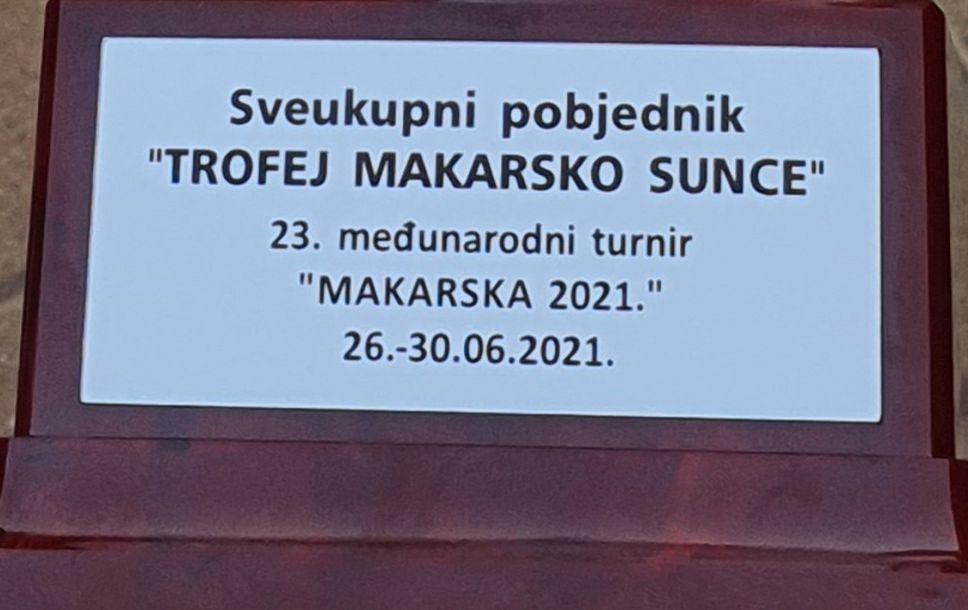 Sveukupni pobjednik
"TROFEJ MAKARSKO SUNCE"
23. međunarodni turnir
"MAKARSKA 2021."
26.-30.06.2021.